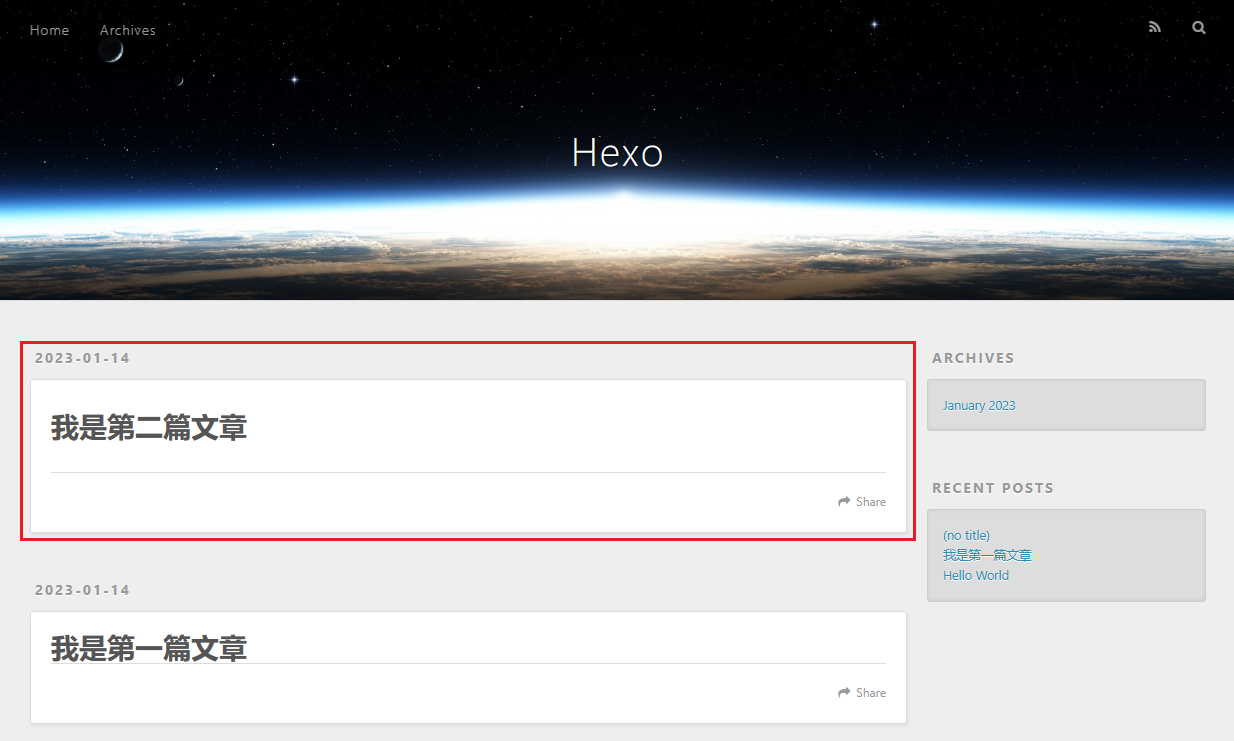 Home Archives
Hexo
2023-01-14
我是第二篇文章
Share
2023-01-14
我是第一篇文章
Share
ARCHIVES
January 2023
RECENT POSTS
(no title)
我是第一篇文章
Hello World